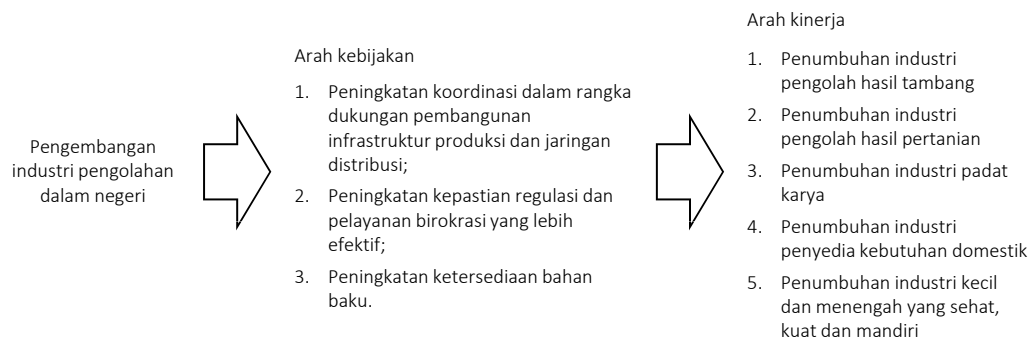 Pengembangan
industri pengolahan
dalam negeri
Arah kebijakan
1. Peningkatan koordinasi dalam rangka
dukungan pembangunan
infrastruktur produksi dan jaringan
distribusi;
2. Peningkatan kepastian regulasi dan
pelayanan birokrasi yang lebih
efektif;
3. Peningkatan ketersediaan bahan
baku.
Arah kinerja
1. Penumbuhan industri
pengolah hasil tambang
2. Penumbuhan industri
pengolah hasil pertanian
3. Penumbuhan industri padat
karya
4. Penumbuhan industri
penyedia kebutuhan domestik
5. Penumbuhan industri kecil
dan menengah yang sehat,
kuat dan mandiri